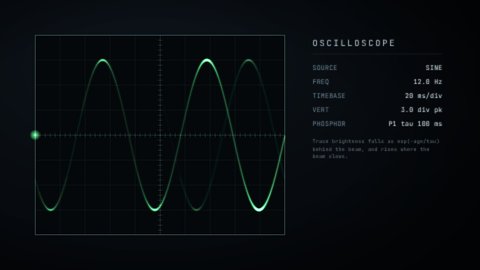 OSCILLOSCOPE
SOURCE SINE
FREQ 12.0 Hz
TIMEBASE 20 ms/div
VERT 3.0 div pk
PHOSPHOR P1 tau 100 ms
Trace brightness falls as exp(-age/tau)
behind the beam, and rises where the
beam slows.